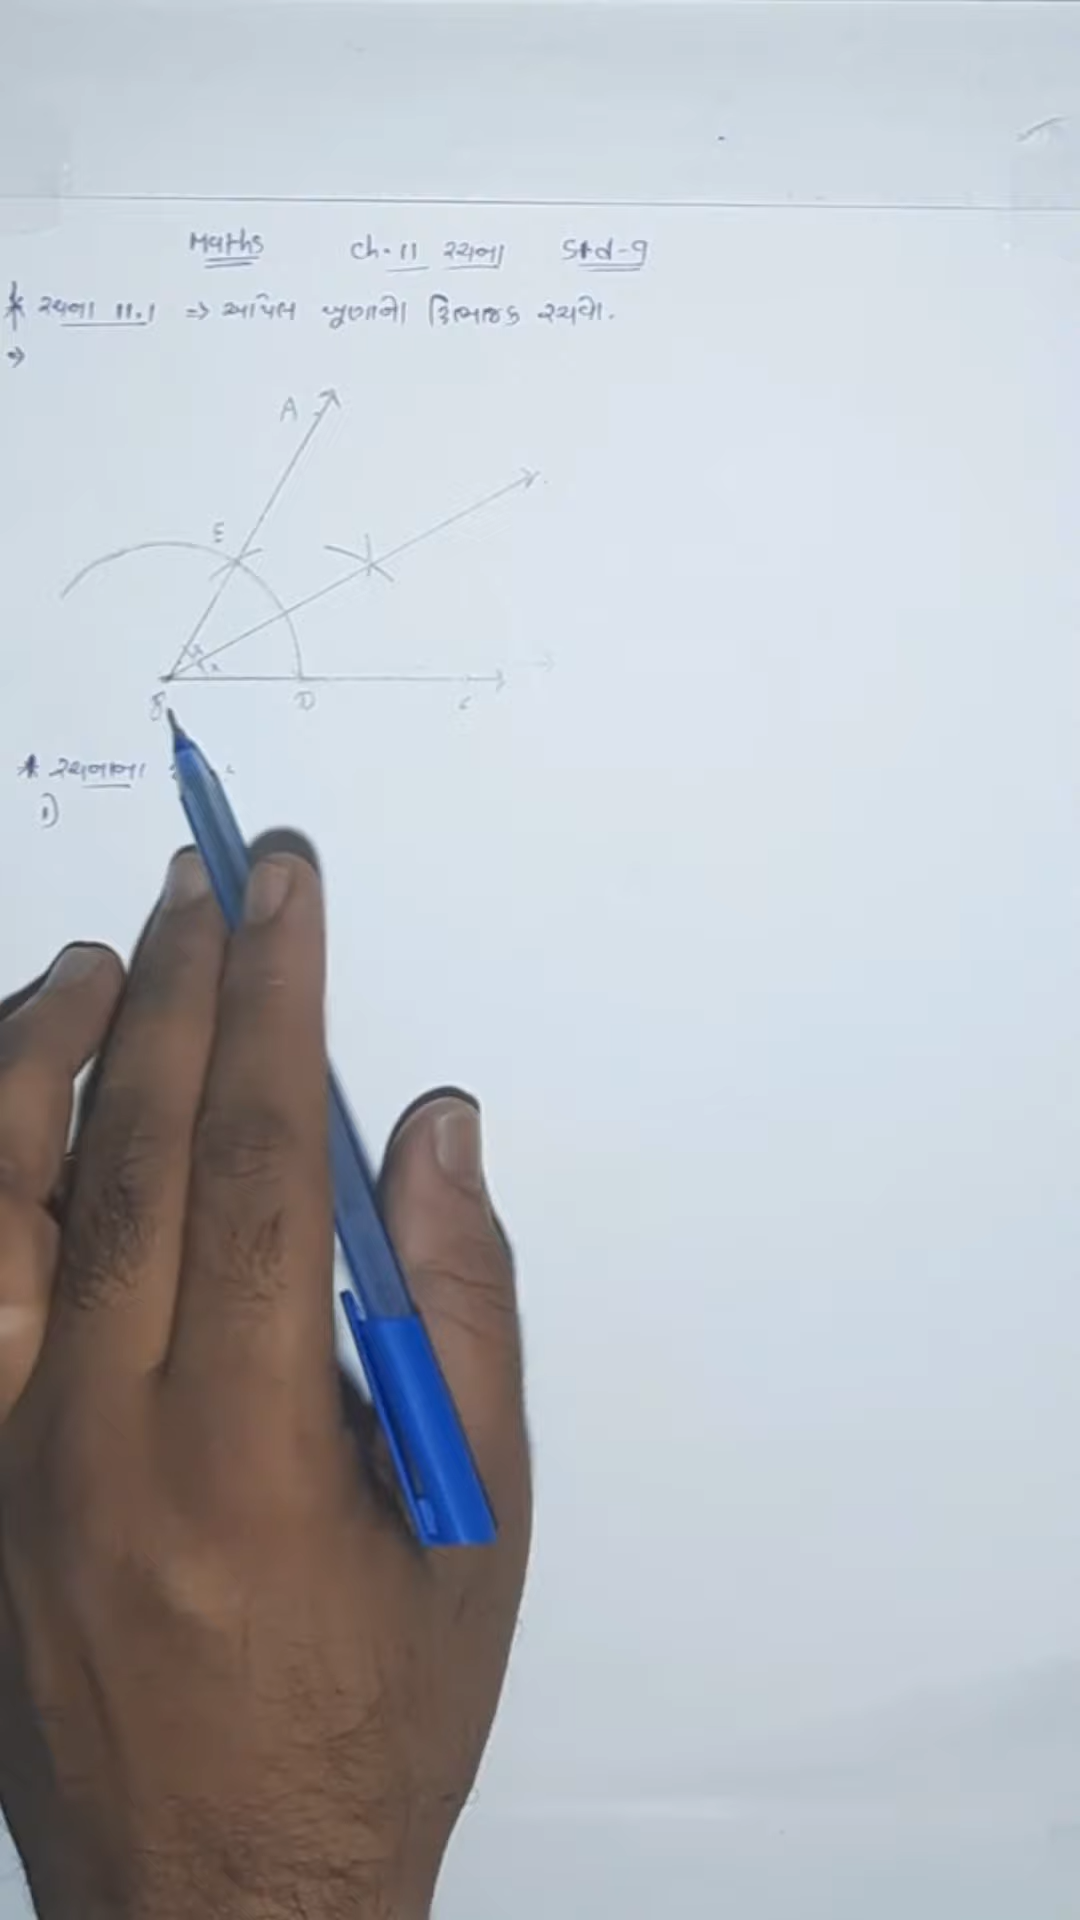 Maths ch-11 રચના Std-9
* રચના 11.1 ⇒ આપેલ ખૂણાનો દ્વિભાજક રચવો.
⇒
A
E
x
x
B D C
* રચનાના
1)